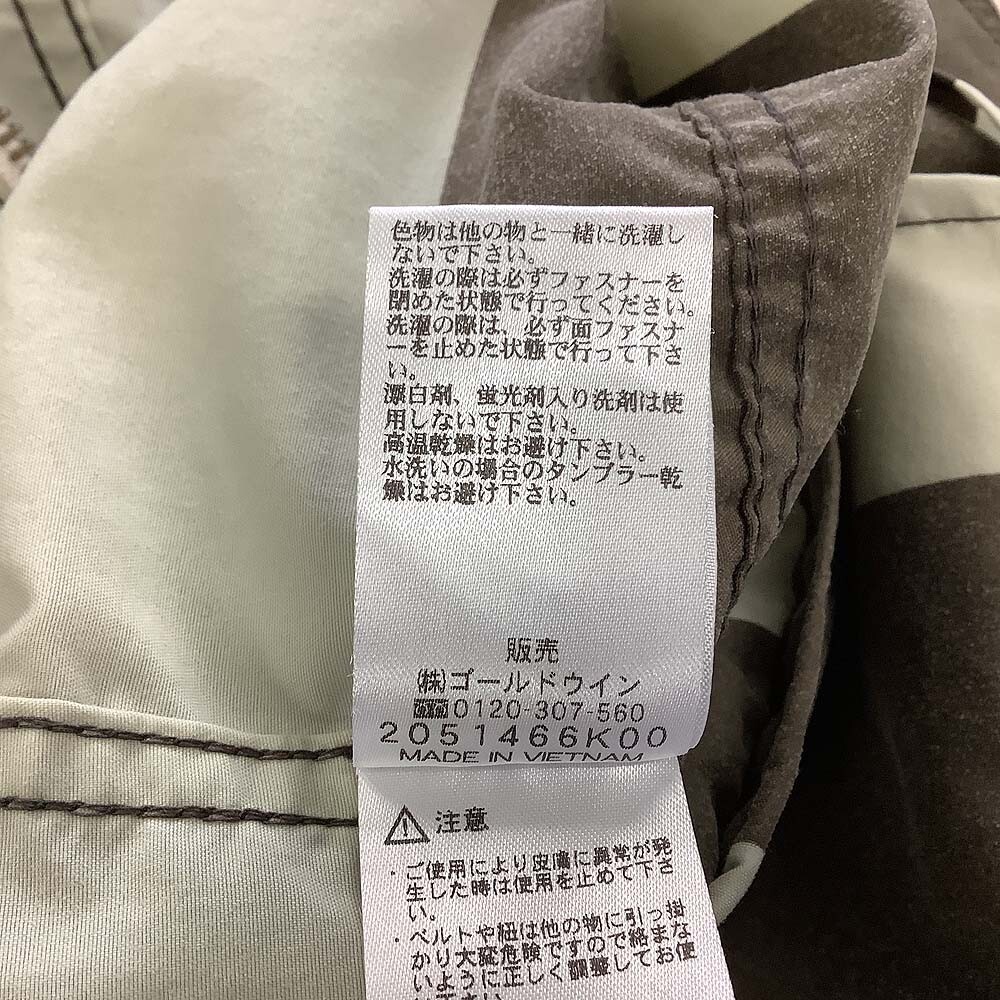 色物は他の物と一緒に洗濯し
ないで下さい。
洗濯の際は必ずファスナーを
閉めた状態で行ってください。
洗濯の際は、必ず面ファスナ
ーを止めた状態で行って下さ
い。
漂白剤、蛍光剤入り洗剤は使
用しないで下さい。
高温乾燥はお避け下さい。
水洗いの場合のタンブラー乾
燥はお避け下さい。
販売
㈱ゴールドウイン
0120-307-560
2051466K00
MADE IN VIETNAM
注意
・ご使用により皮膚に異常が発
生した時は使用を止めて下さ
い。
・ベルトや紐は他の物に引っ掛
かり大変危険ですので絡まな
いように正しく調整してお使
い下さい。